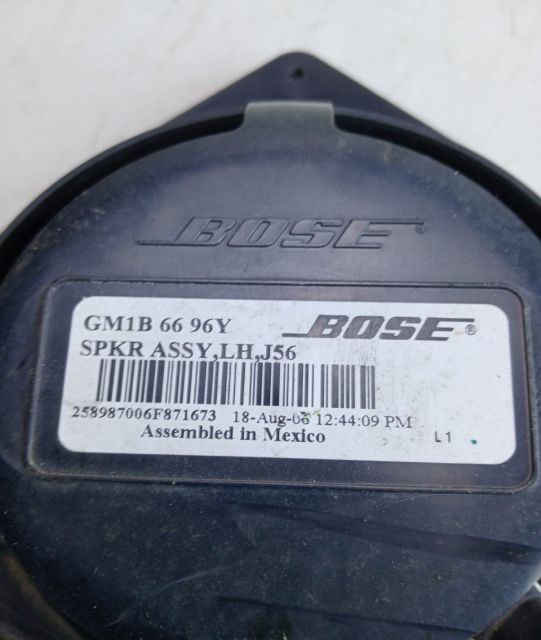 BOSE®
GM1B 66 96Y BOSE®
SPKR ASSY,LH,J56
258987006F871673 18-Aug-06 12:44:09 PM
Assembled in Mexico L1